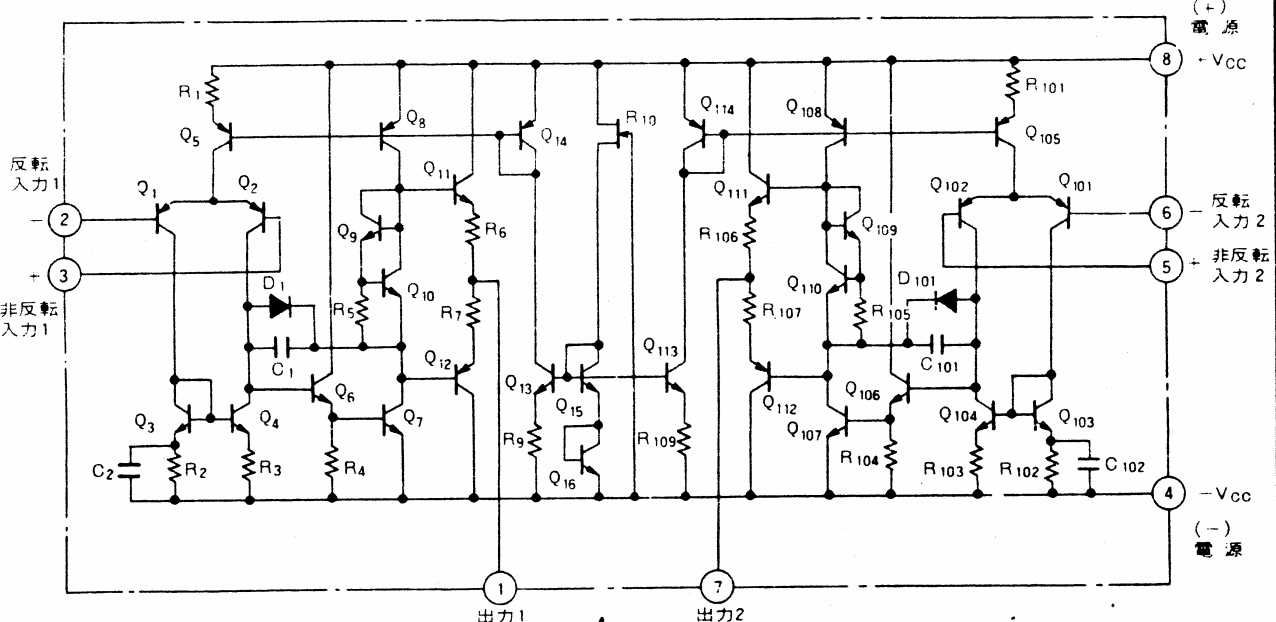 (+)
電源
8 +VCC
R1
Q5
Q8
Q14
R10
Q114
Q108
R101
Q105
反転
入力1
- 2
Q1
Q2
Q11
Q111
Q102
Q101
6 - 反転
入力2
Q9
R6
R106
Q109
+ 3
5 + 非反転
入力2
非反転
入力1
D1
Q10
Q110
D101
R5
R7
R107
R105
C1
Q12
Q113
C101
Q6
Q13
Q15
Q112
Q106
Q3
Q4
Q7
Q107
Q104
Q103
C2
R2
R3
R4
R9
Q16
R109
R104
R103
R102
C102
4 -VCC
(-)
電源
1
出力1
7
出力2